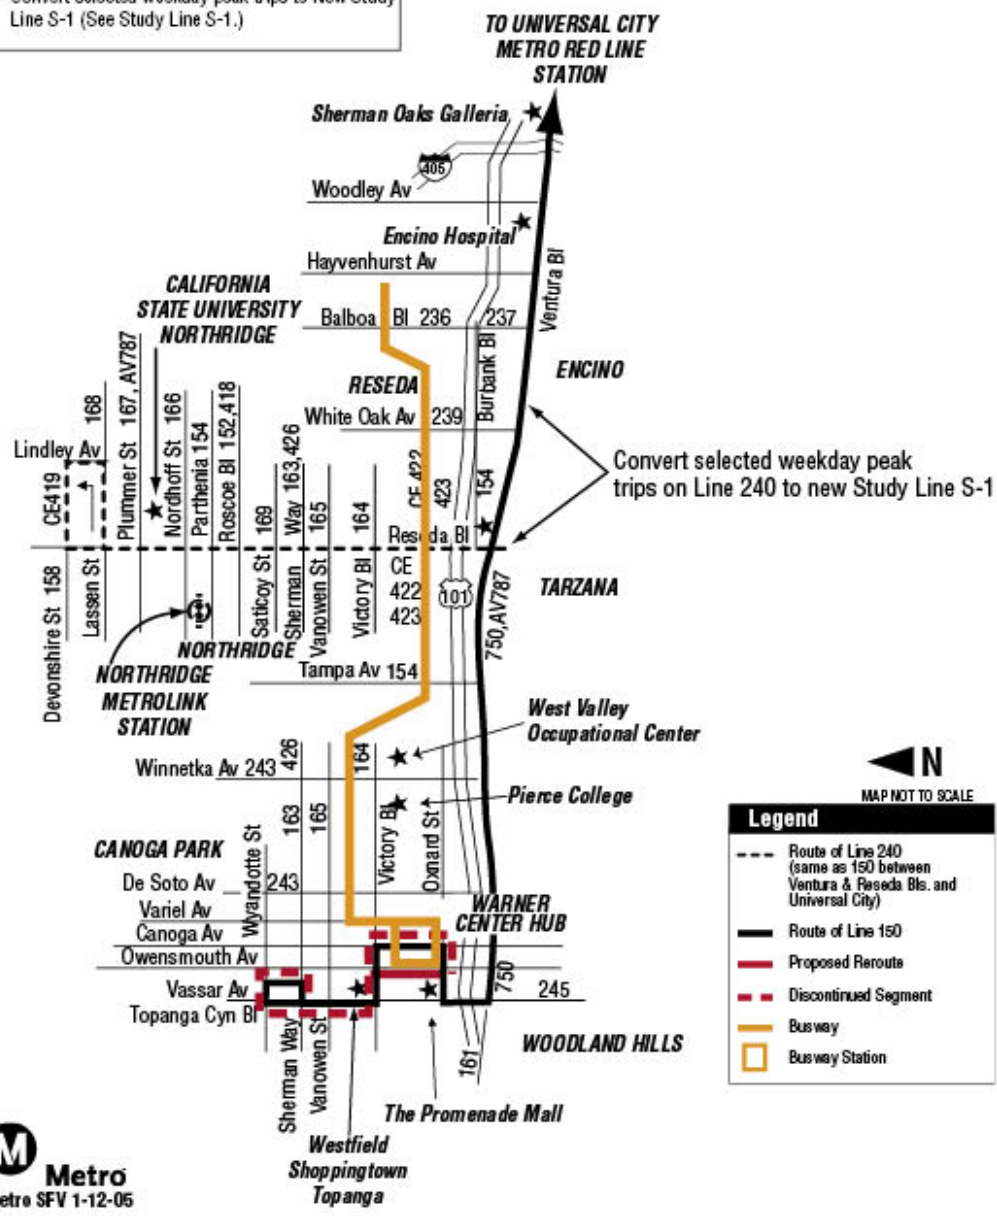 Convert selected weekday peak trips to New Study
Line S-1 (See Study Line S-1.)
TO UNIVERSAL CITY
METRO RED LINE
STATION
Sherman Oaks Galleria
405
Woodley Av
Encino Hospital
Hayvenhurst Av
Ventura Bl
CALIFORNIA
STATE UNIVERSITY
NORTHRIDGE
Balboa Bl 236 237
Burbank Bl
ENCINO
RESEDA
White Oak Av 239
Lindley Av
168
Plummer St 167, AV787
Nordhoff St 166
Parthenia 154
Roscoe Bl 152,418
CE419
169
Way 163,426
165
164
CE 422
423
154
Reseda Bl
Convert selected weekday peak
trips on Line 240 to new Study Line S-1
Devonshire St 158
Lassen St
Saticoy St
Sherman
Vanowen St
Victory Bl
CE
422
423
101
750,AV787
TARZANA
NORTHRIDGE
NORTHRIDGE
METROLINK
STATION
Tampa Av 154
West Valley
Occupational Center
426
164
Winnetka Av 243
Pierce College
163
165
Victory Bl
Oxnard St
Wyandotte St
N
MAP NOT TO SCALE
CANOGA PARK
De Soto Av 243
Variel Av
Canoga Av
Owensmouth Av
WARNER
CENTER HUB
Vassar Av
750
245
Topanga Cyn Bl
Sherman Way
Vanowen St
161
WOODLAND HILLS
The Promenade Mall
Westfield
Shoppingtown
Topanga
Legend
Route of Line 240
(same as 150 between
Ventura & Reseda Bls. and
Universal City)
Route of Line 150
Proposed Reroute
Discontinued Segment
Busway
Busway Station
M
Metro
etro SFV 1-12-05